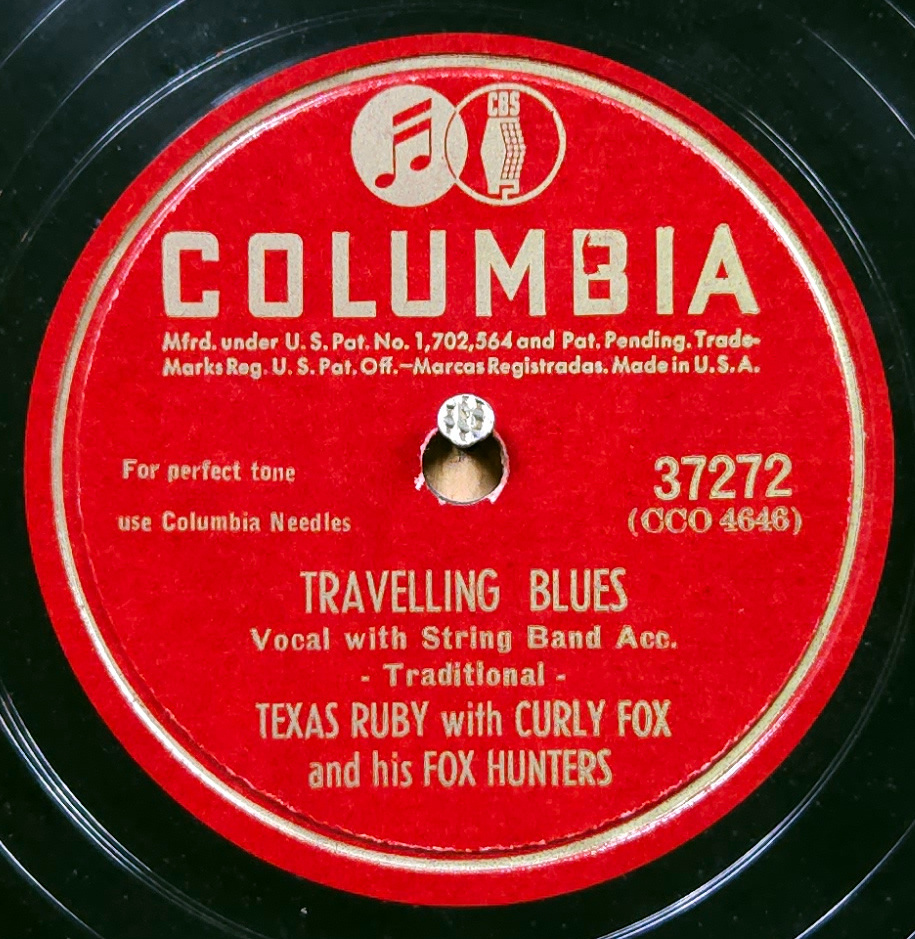 CBS
COLUMBIA
Mfrd. under U.S. Pat. No. 1,702,564 and Pat. Pending. Trade-
Marks Reg. U.S. Pat. Off.—Marcas Registradas. Made in U.S.A.
For perfect tone
use Columbia Needles
37272
(CCO 4646)
TRAVELLING BLUES
Vocal with String Band Acc.
- Traditional -
TEXAS RUBY with CURLY FOX
and his FOX HUNTERS